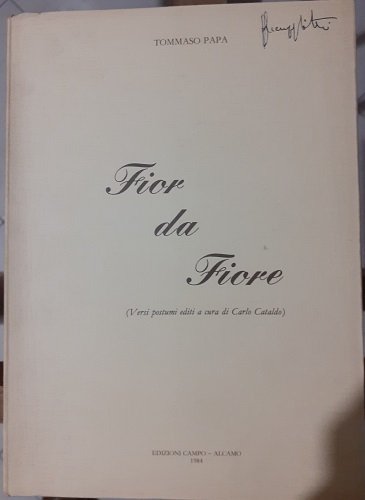 TOMMASO PAPA
Fior
da
Fiore
(Versi postumi editi a cura di Carlo Cataldo)
EDIZIONI CAMPO - ALCAMO
1984